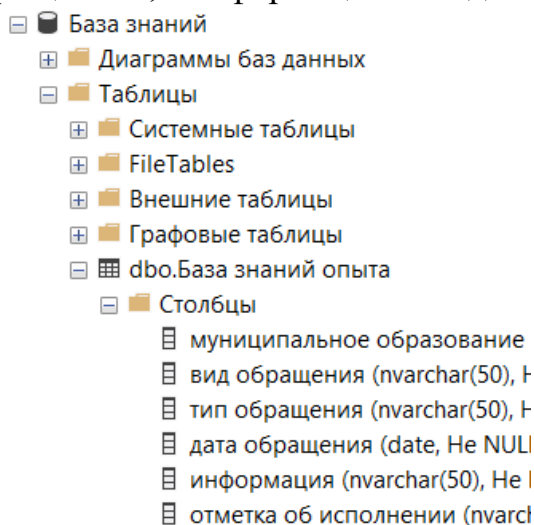 База знаний
Диаграммы баз данных
Таблицы
Системные таблицы
FileTables
Внешние таблицы
Графовые таблицы
dbo.База знаний опыта
Столбцы
муниципальное образование
вид обращения (nvarchar(50),
тип обращения (nvarchar(50),
дата обращения (date, Не NULL
информация (nvarchar(50), Не
отметка об исполнении (nvarch